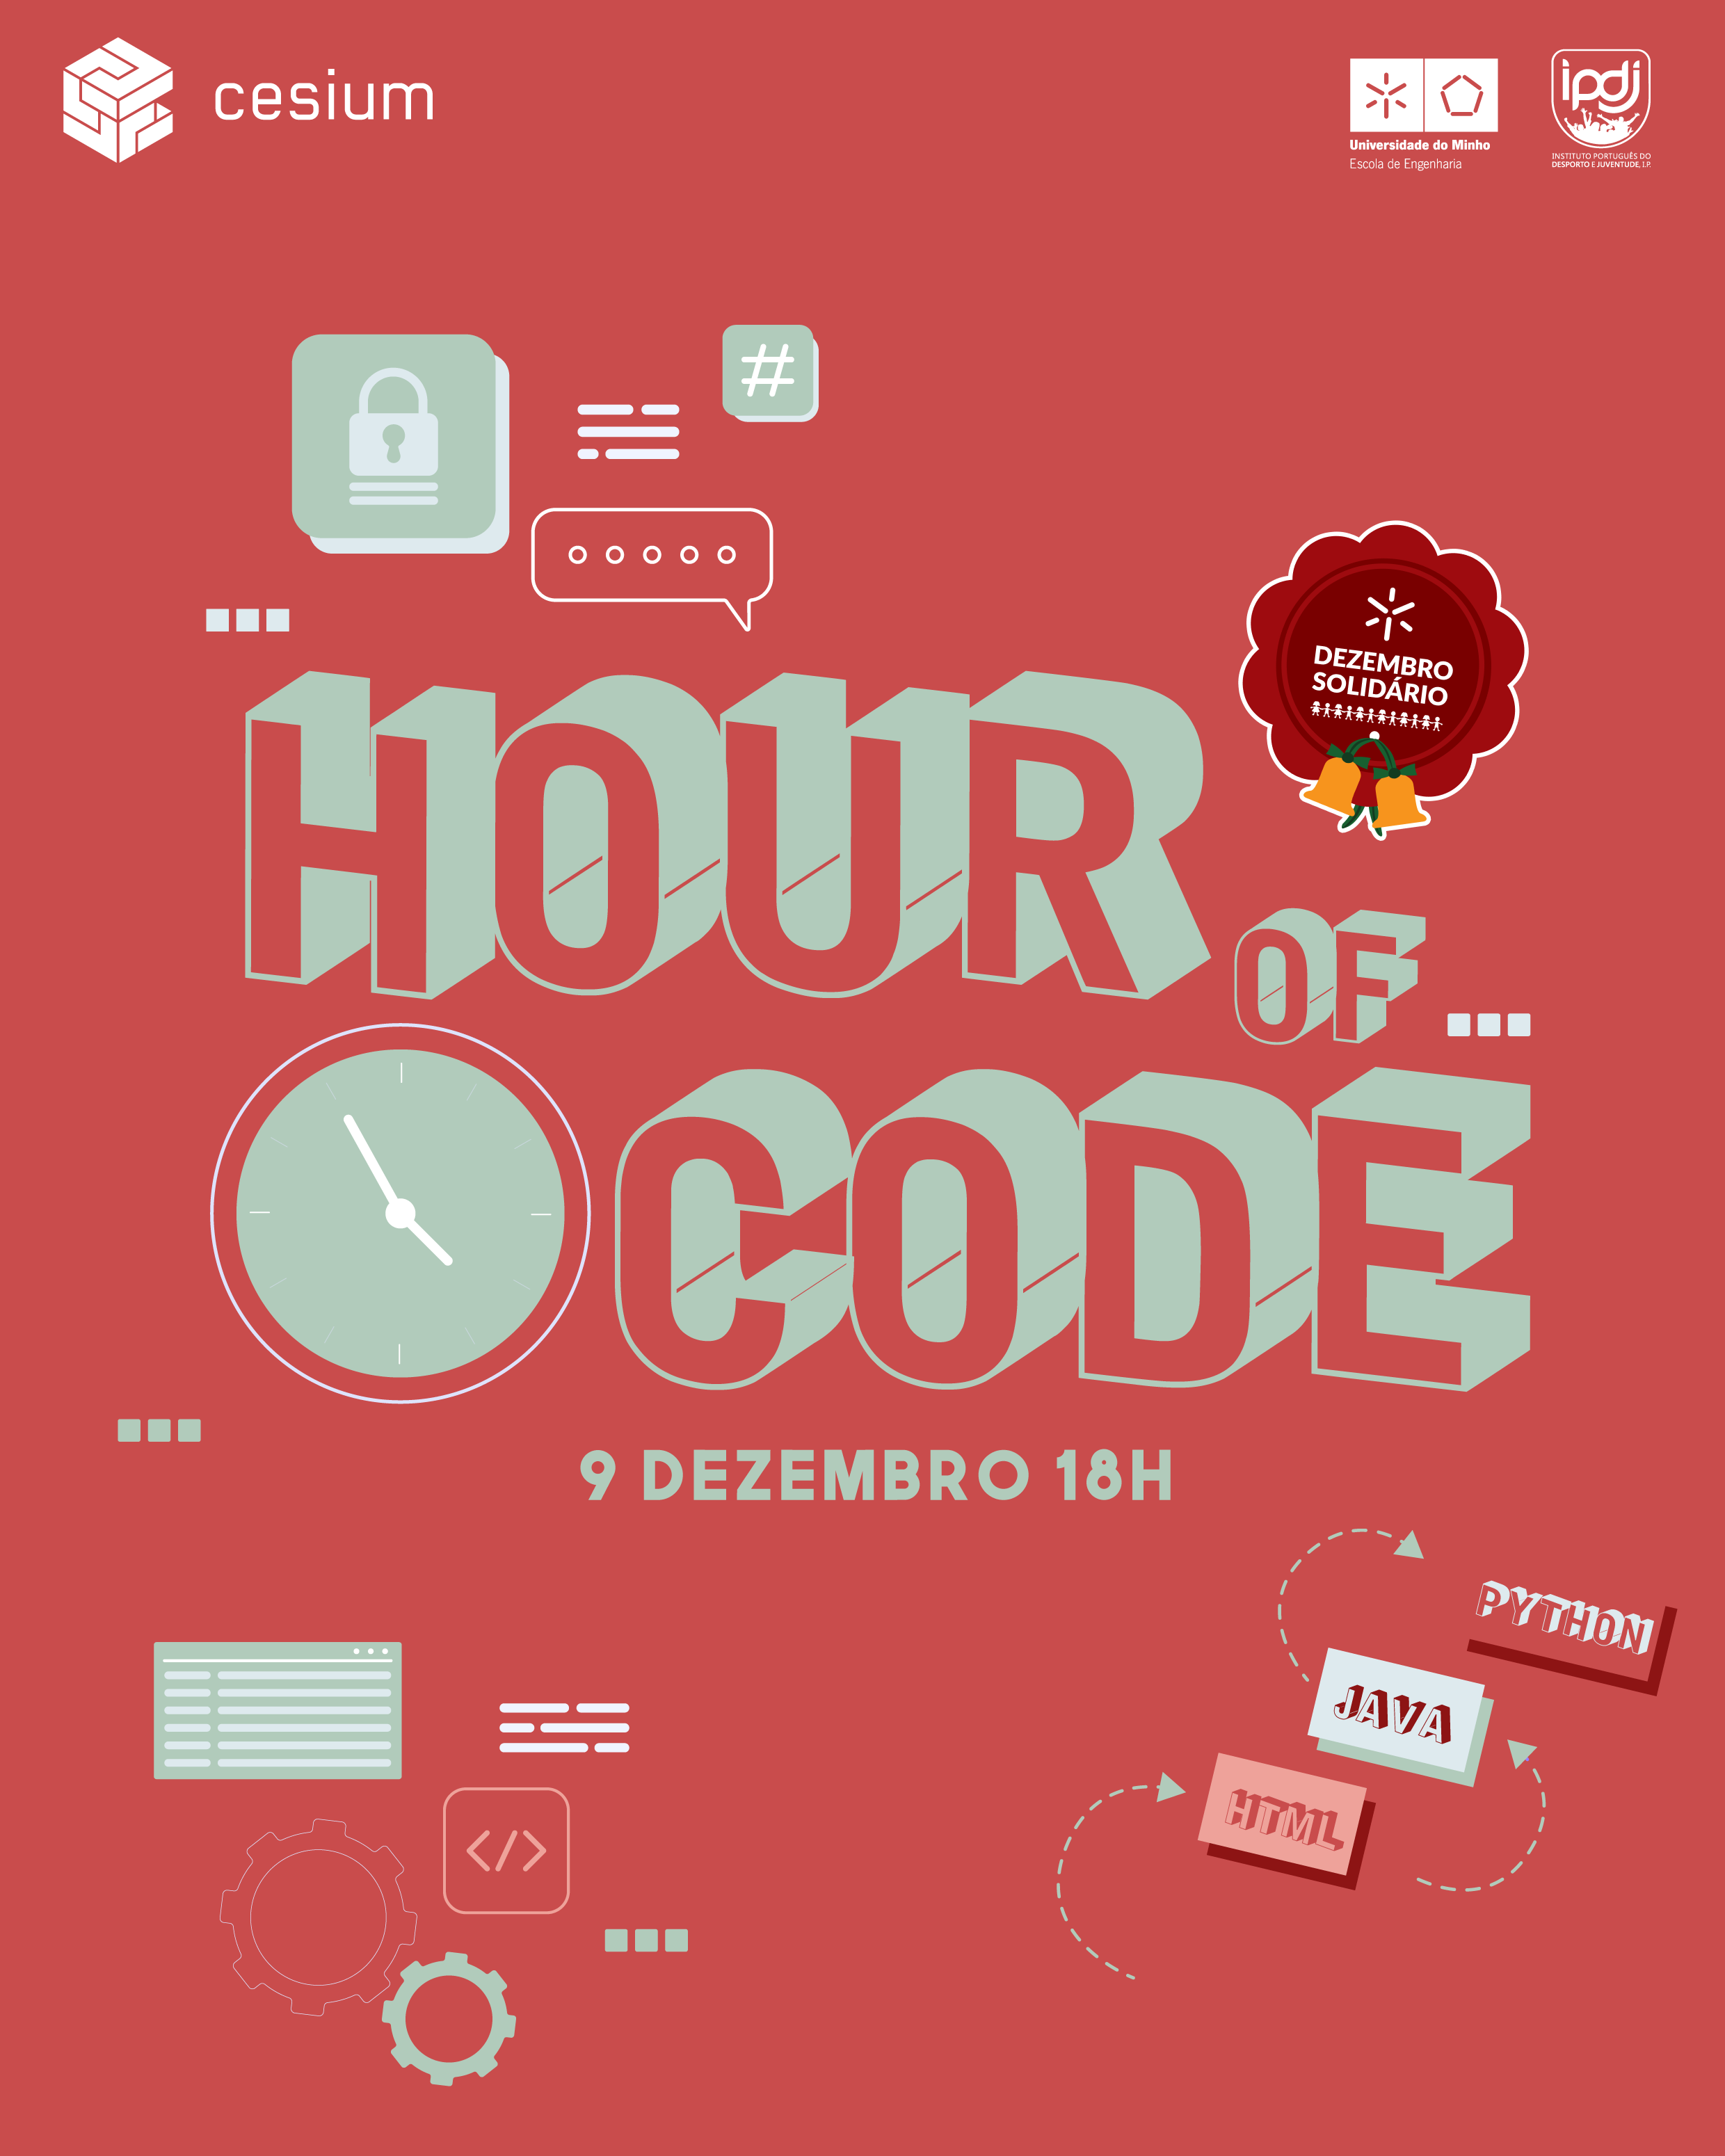 cesium
Universidade do Minho
Escola de Engenharia
ipdj
INSTITUTO PORTUGUÊS DO
DESPORTO E JUVENTUDE, I.P.
#
DEZEMBRO
SOLIDÁRIO
HOUR
OF
CODE
9 DEZEMBRO 18H
PYTHON
JAVA
HTML
</>